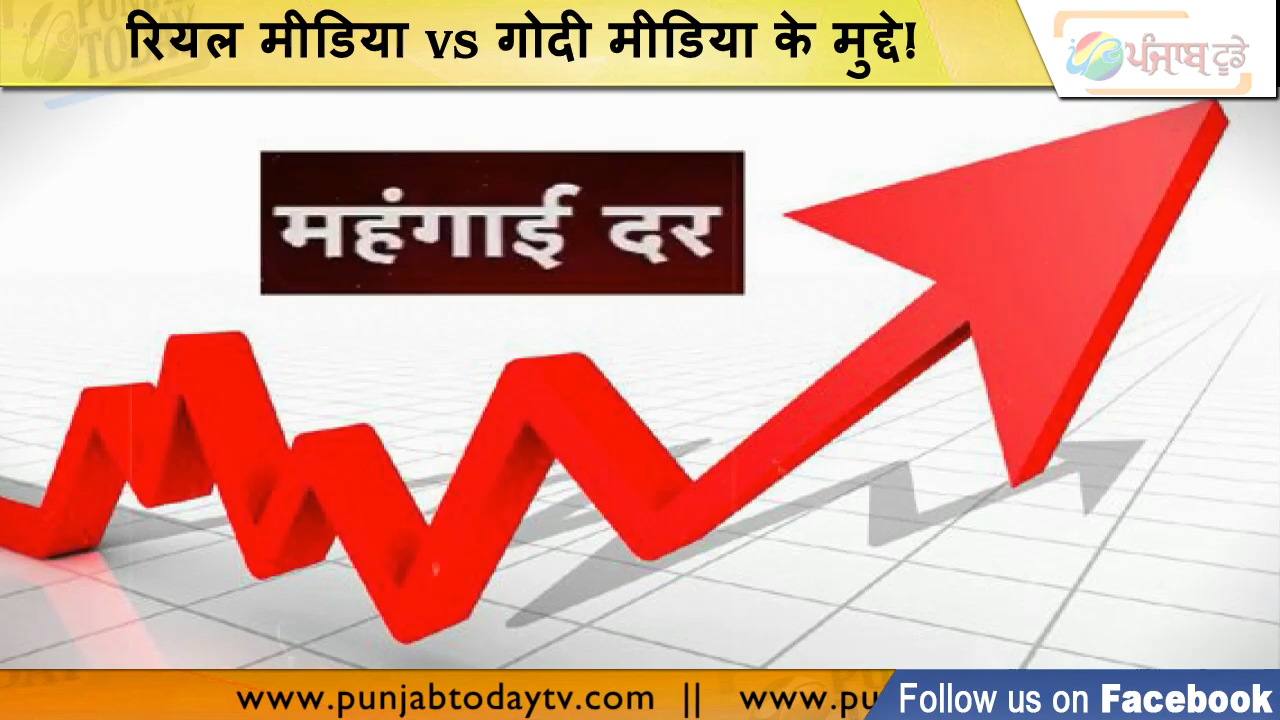 रियल मीडिया vs गोदी मीडिया के मुद्दे!
ਪੰਜਾਬ ਟੂਡੇ
महंगाई दर
www.punjabtodaytv.com || www.pu
Follow us on Facebook